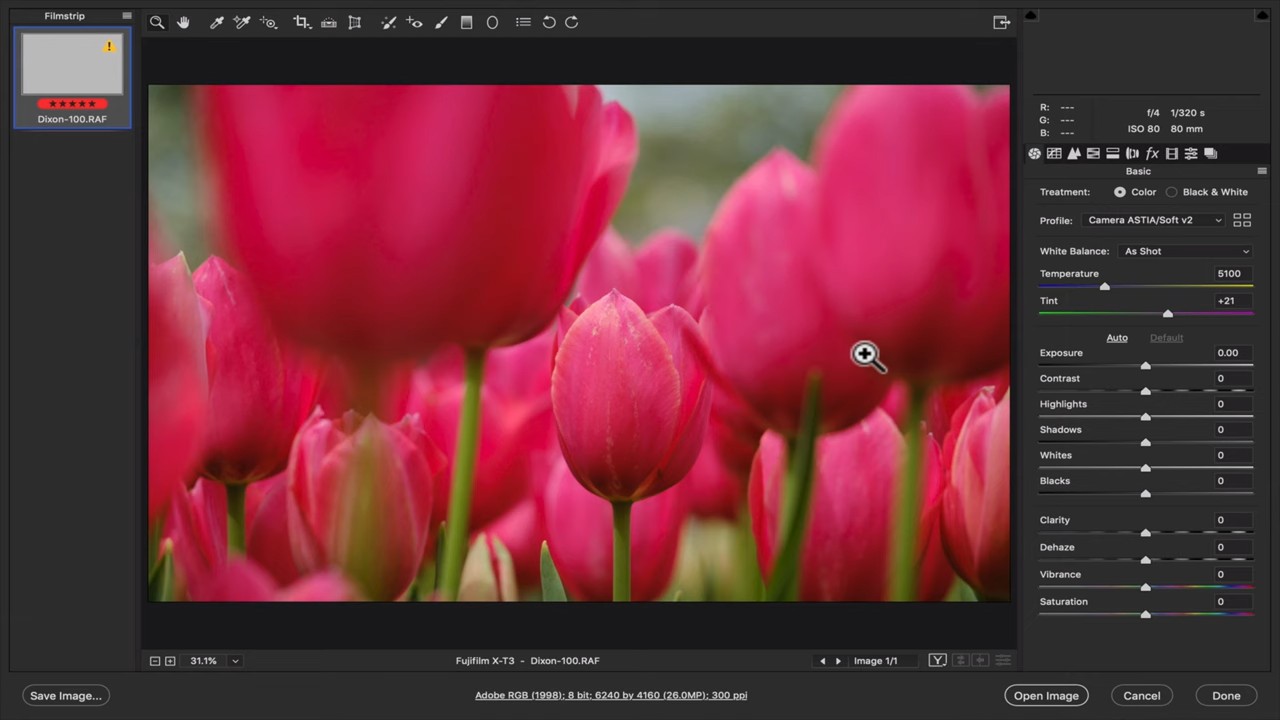 Filmstrip
★★★★★
Dixon-100.RAF
R: ---
G: ---
B: ---
f/4 1/320 s
ISO 80 80 mm
fx
Basic
Treatment: Color Black & White
Profile: Camera ASTIA/Soft v2
White Balance: As Shot
Temperature 5100
Tint +21
Auto Default
Exposure 0.00
Contrast 0
Highlights 0
Shadows 0
Whites 0
Blacks 0
Clarity 0
Dehaze 0
Vibrance 0
Saturation 0
31.1% Fujifilm X-T3 - Dixon-100.RAF Image 1/1 Y
Save Image... Adobe RGB (1998); 8 bit; 6240 by 4160 (26.0MP); 300 ppi Open Image Cancel Done